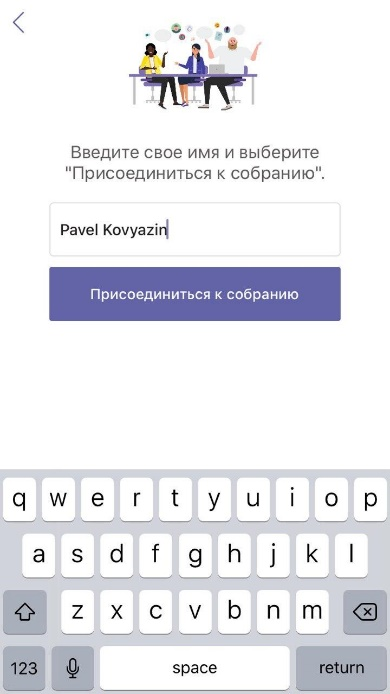 Введите свое имя и выберите
"Присоединиться к собранию".
Pavel Kovyazin
Присоединиться к собранию
q w e r t y u i o p
a s d f g h j k l
z x c v b n m
123 space return